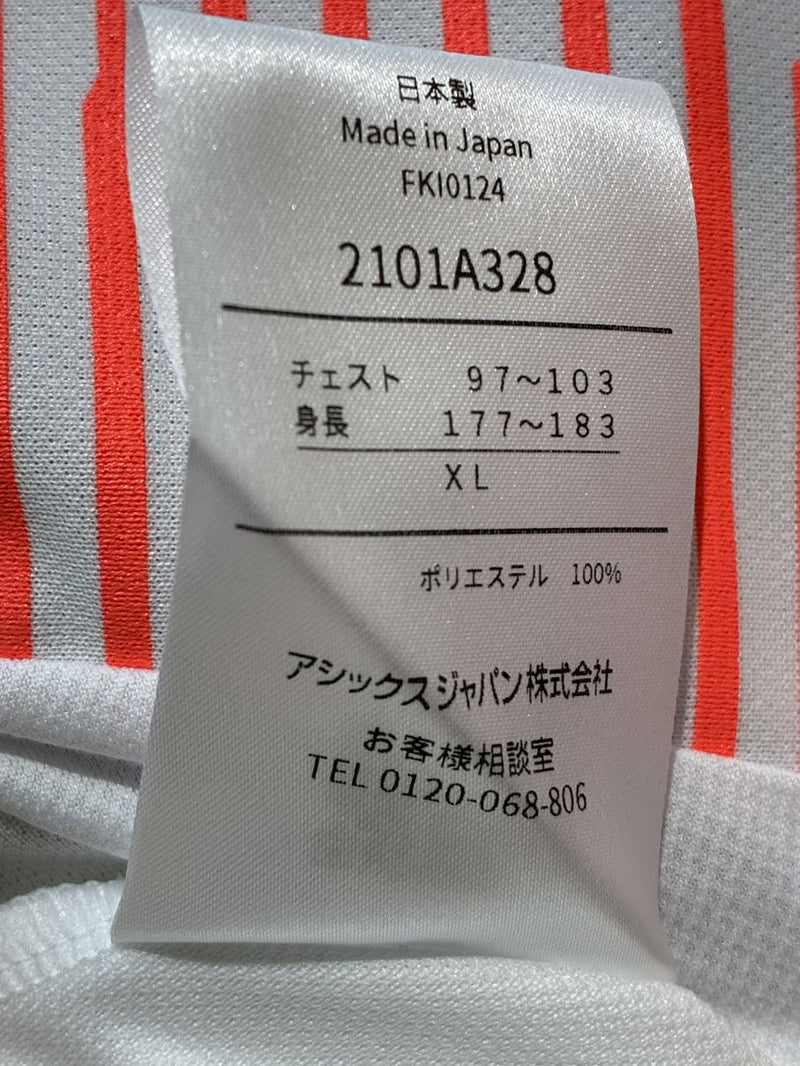 日本製
Made in Japan
FKI0124
2101A328
チェスト 97～103
身長 177～183
XL
ポリエステル 100%
アシックスジャパン株式会社
お客様相談室
TEL 0120-068-806